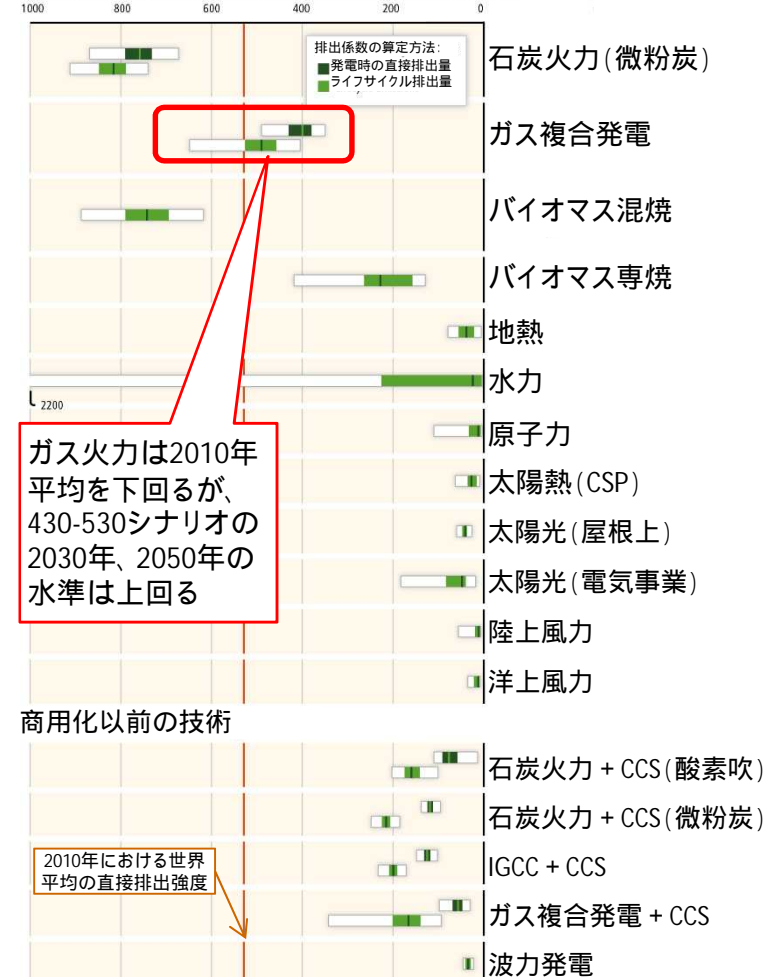 1000 800 600 400 200 0
排出係数の算定方法:
発電時の直接排出量
ライフサイクル排出量
石炭火力(微粉炭)
ガス複合発電
バイオマス混焼
バイオマス専焼
地熱
水力
2200
原子力
ガス火力は2010年
平均を下回るが、
430-530シナリオの
2030年、2050年の
水準は上回る
太陽熱(CSP)
太陽光(屋根上)
太陽光(電気事業)
陸上風力
洋上風力
商用化以前の技術
石炭火力+CCS(酸素吹)
石炭火力+CCS(微粉炭)
2010年における世界
平均の直接排出強度
IGCC+CCS
ガス複合発電+CCS
波力発電